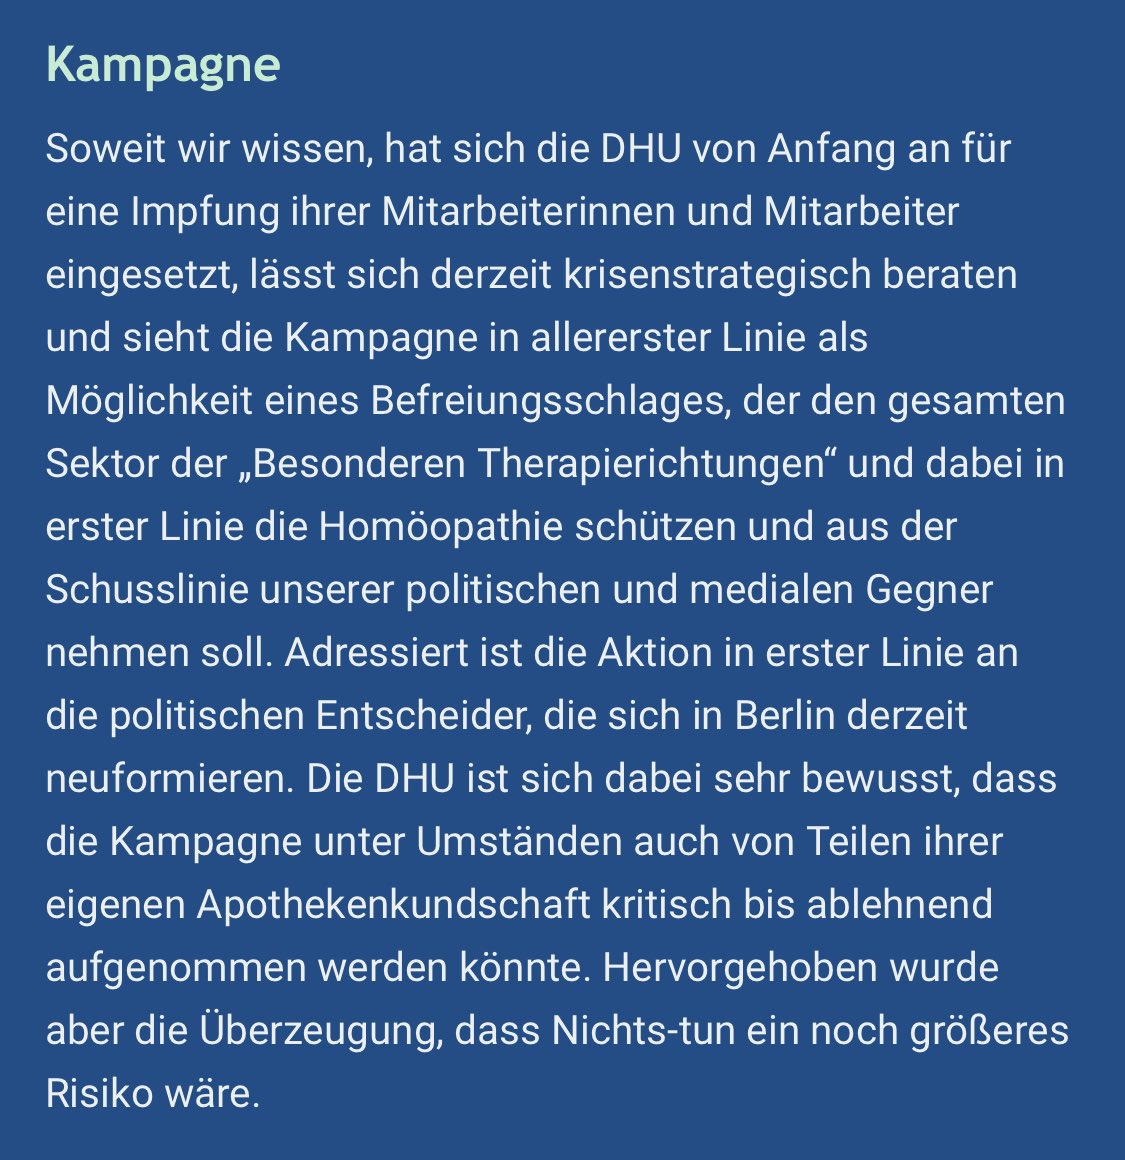 Kampagne
Soweit wir wissen, hat sich die DHU von Anfang an für
eine Impfung ihrer Mitarbeiterinnen und Mitarbeiter
eingesetzt, lässt sich derzeit krisenstrategisch beraten
und sieht die Kampagne in allererster Linie als
Möglichkeit eines Befreiungsschlages, der den gesamten
Sektor der „Besonderen Therapierichtungen“ und dabei in
erster Linie die Homöopathie schützen und aus der
Schusslinie unserer politischen und medialen Gegner
nehmen soll. Adressiert ist die Aktion in erster Linie an
die politischen Entscheider, die sich in Berlin derzeit
neuformieren. Die DHU ist sich dabei sehr bewusst, dass
die Kampagne unter Umständen auch von Teilen ihrer
eigenen Apothekenkundschaft kritisch bis ablehnend
aufgenommen werden könnte. Hervorgehoben wurde
aber die Überzeugung, dass Nichts-tun ein noch größeres
Risiko wäre.